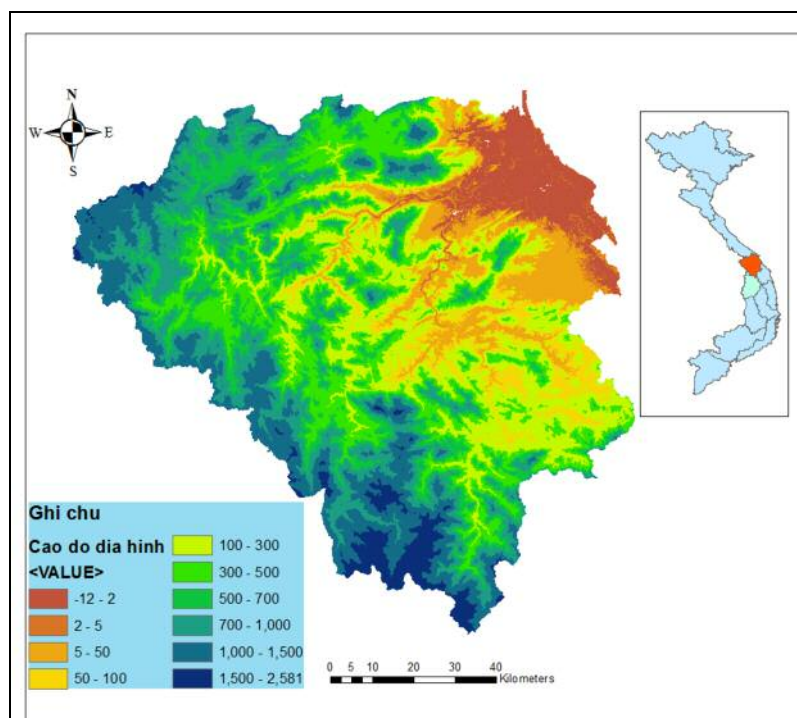 N
W E
S
Ghi chu
Cao do dia hinh
<VALUE>
-12 - 2
2 - 5
5 - 50
50 - 100
100 - 300
300 - 500
500 - 700
700 - 1,000
1,000 - 1,500
1,500 - 2,581
0 5 10 20 30 40
Kilometers